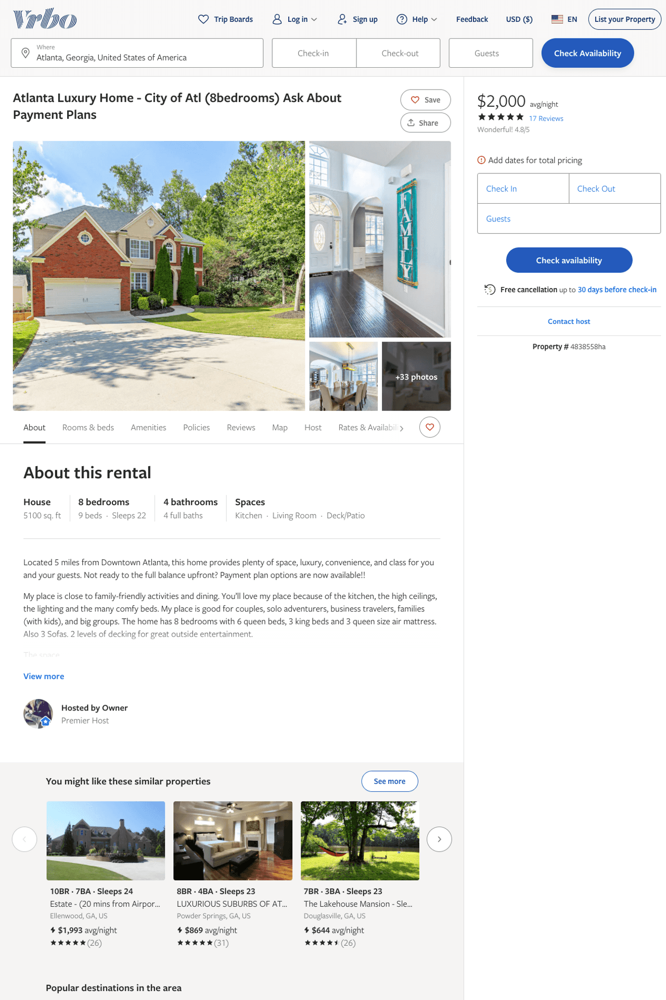 Vrbo
Trip Boards
Log in
Sign up
Help
Feedback
USD ($)
EN
List your Property
Where
Atlanta, Georgia, United States of America
Check-in
Check-out
Guests
Check Availability
Atlanta Luxury Home - City of Atl (8bedrooms) Ask About
Payment Plans
Save
Share
FAMILY
+33 photos
$2,000 avg/night
17 Reviews
Wonderful! 4.8/5
Add dates for total pricing
Check In
Check Out
Guests
Check availability
Free cancellation up to 30 days before check-in
Contact host
Property # 4838558ha
About
Rooms & beds
Amenities
Policies
Reviews
Map
Host
Rates & Availabili
About this rental
House
5100 sq. ft
8 bedrooms
9 beds · Sleeps 22
4 bathrooms
4 full baths
Spaces
Kitchen · Living Room · Deck/Patio
Located 5 miles from Downtown Atlanta, this home provides plenty of space, luxury, convenience, and class for you
and your guests. Not ready to the full balance upfront? Payment plan options are now available!!
My place is close to family-friendly activities and dining. You'll love my place because of the kitchen, the high ceilings,
the lighting and the many comfy beds. My place is good for couples, solo adventurers, business travelers, families
(with kids), and big groups. The home has 8 bedrooms with 6 queen beds, 3 king beds and 3 queen size air mattress.
Also 3 Sofas. 2 levels of decking for great outside entertainment.
The space
View more
Hosted by Owner
Premier Host
You might like these similar properties
See more
10BR · 7BA · Sleeps 24
Estate - (20 mins from Airpor...
Ellenwood, GA, US
$1,993 avg/night
(26)
8BR · 4BA · Sleeps 23
LUXURIOUS SUBURBS OF AT...
Powder Springs, GA, US
$869 avg/night
(31)
7BR · 3BA · Sleeps 23
The Lakehouse Mansion - Sle...
Douglasville, GA, US
$644 avg/night
(26)
Popular destinations in the area